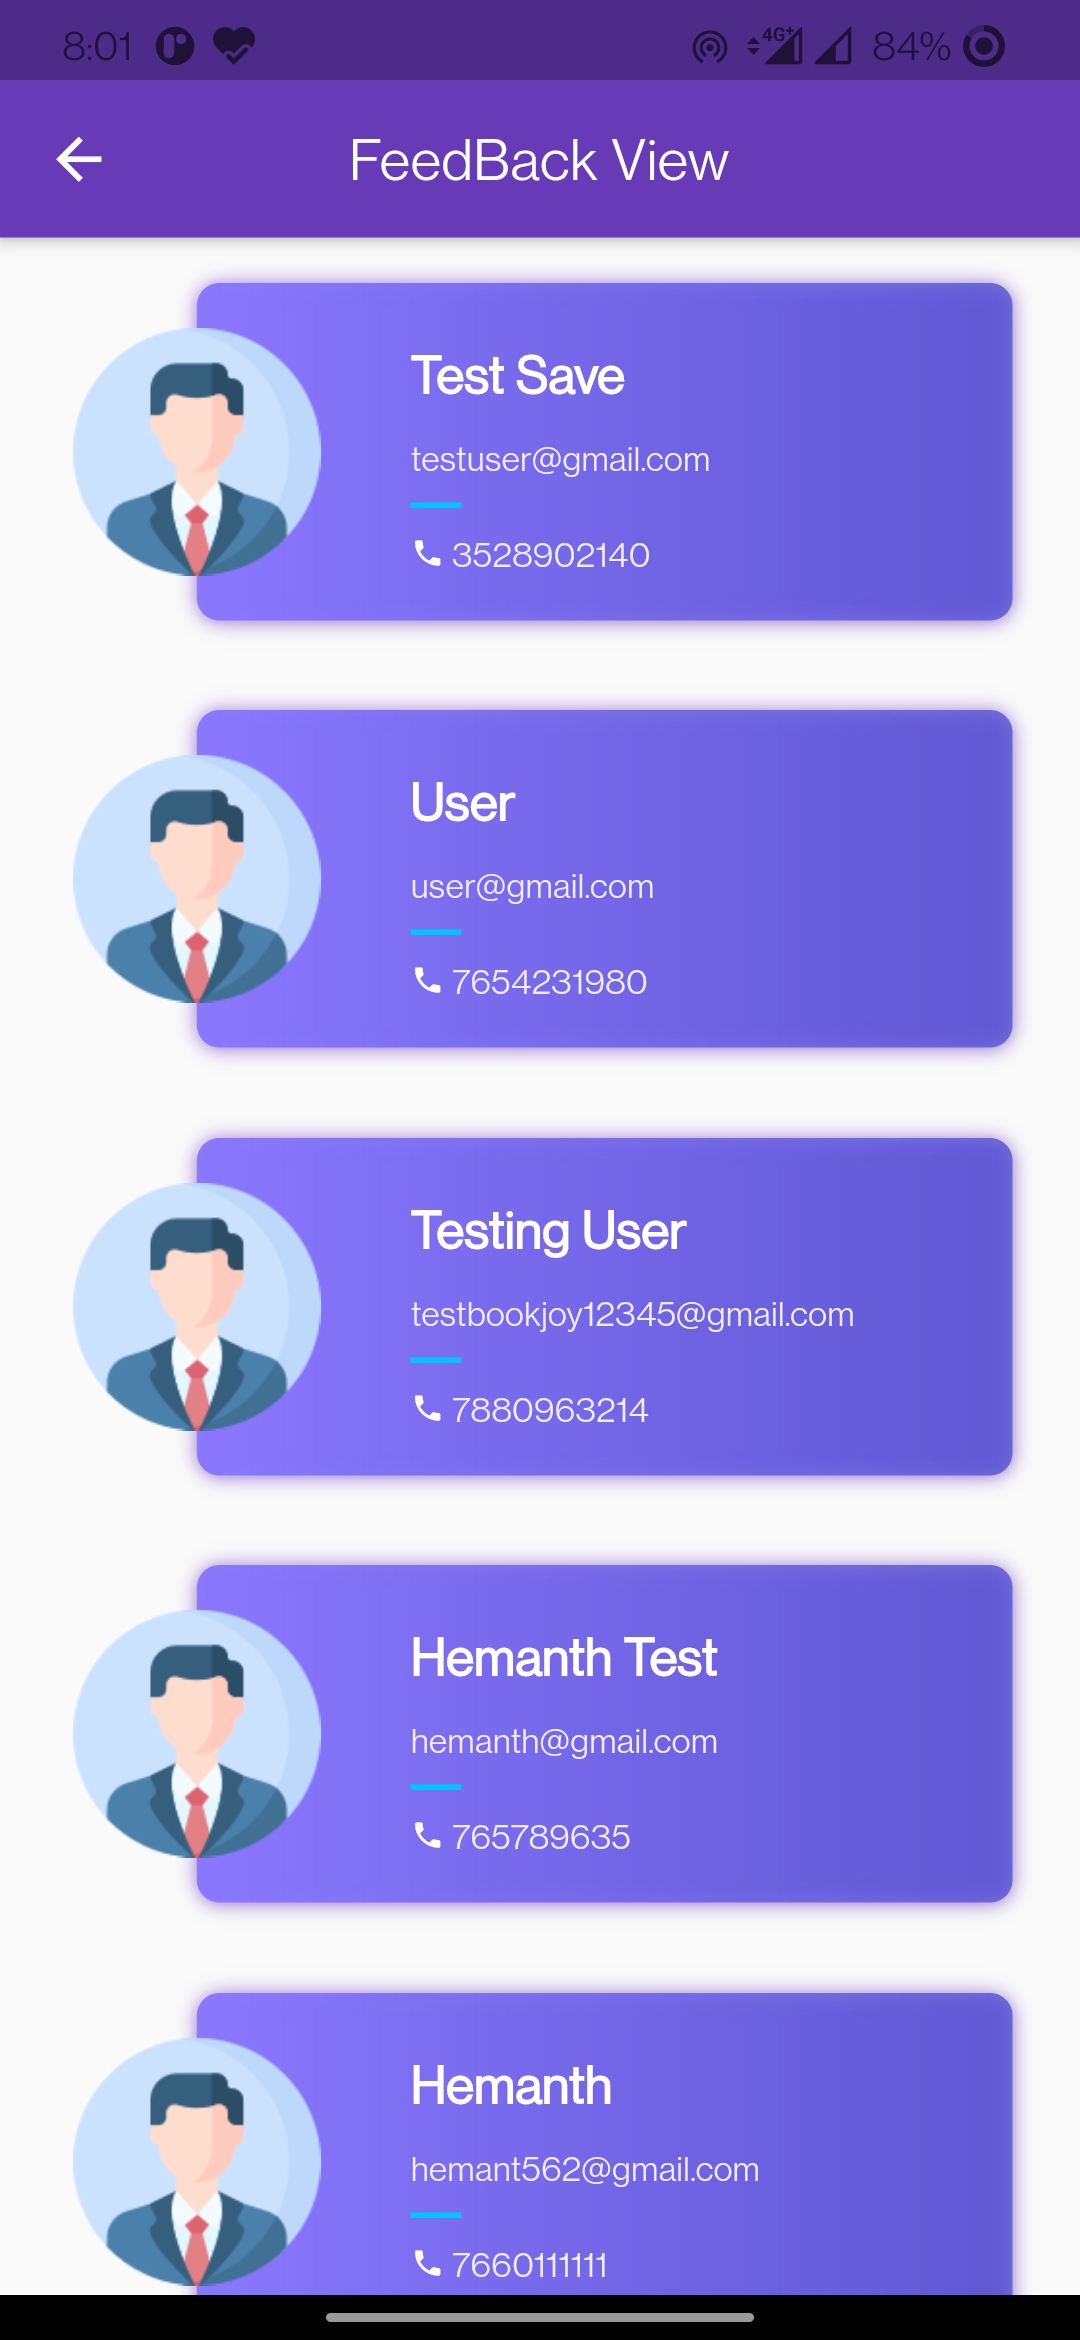 8:01 4G+ 84%
FeedBack View
Test Save
testuser@gmail.com
3528902140
User
user@gmail.com
7654231980
Testing User
testbookjoy12345@gmail.com
7880963214
Hemanth Test
hemanth@gmail.com
765789635
Hemanth
hemant562@gmail.com
7660111111